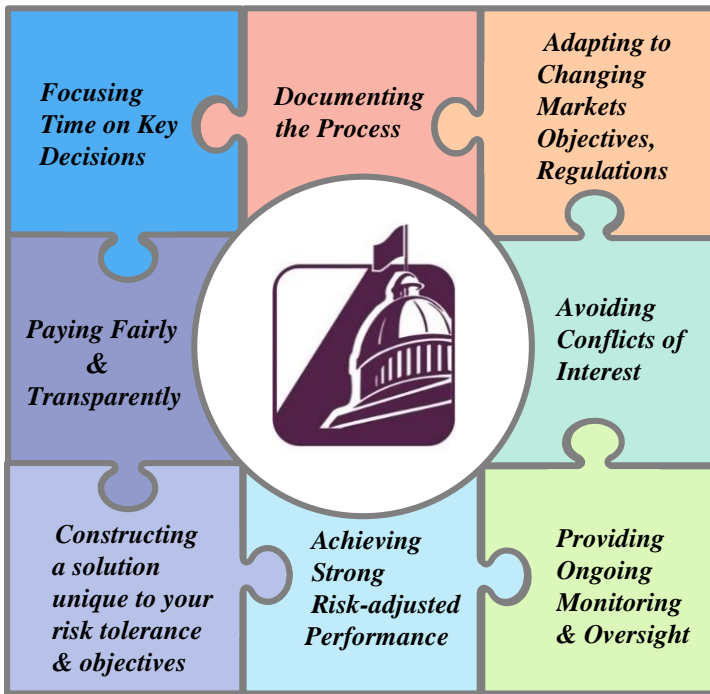 Focusing
Time on Key
Decisions
Documenting
the Process
Adapting to
Changing
Markets
Objectives,
Regulations
Paying Fairly
&
Transparently
Avoiding
Conflicts of
Interest
Constructing
a solution
unique to your
risk tolerance
& objectives
Achieving
Strong
Risk-adjusted
Performance
Providing
Ongoing
Monitoring
& Oversight